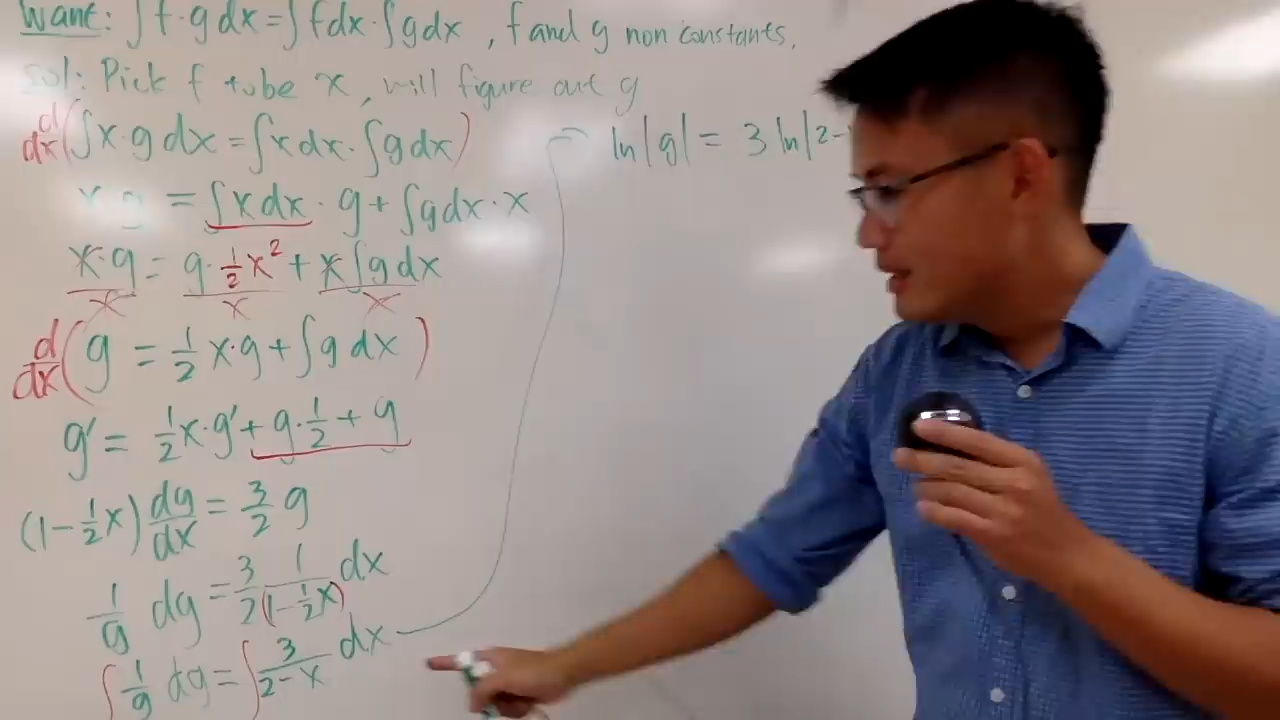 Want: ∫f·g dx = ∫f dx · ∫g dx , f and g non constants.
Sol: Pick f to be x , will figure out g
d/dx (∫x·g dx = ∫x dx · ∫g dx)
x g = ∫x dx · g + ∫g dx · x
x·g/x = g·½x²/x + x∫g dx/x
d/dx (g = ½ x·g + ∫g dx)
g' = ½x·g' + g·½ + g
(1-½x) dg/dx = 3/2 g
1/g dg = 3/2 1/(1-½x) dx
∫ 1/g dg = ∫ 3/(2-x) dx
ln|g| = 3 ln|2-